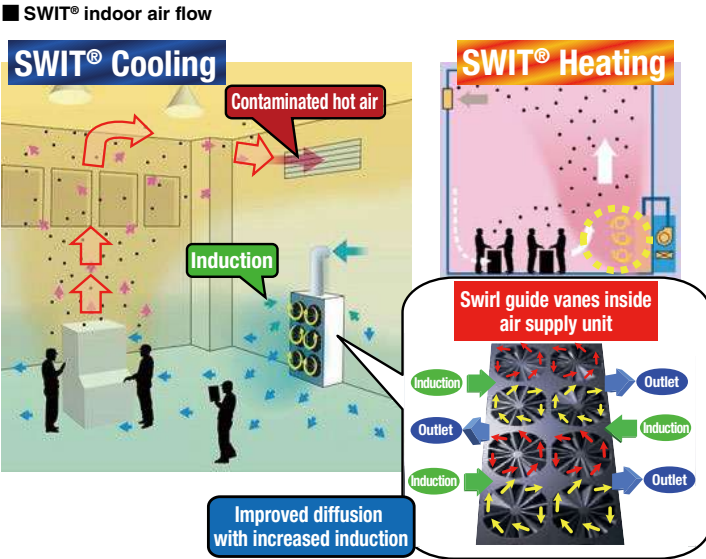 ■ SWIT® indoor air flow
SWIT® Cooling
SWIT® Heating
Contaminated hot air
Induction
Swirl guide vanes inside
air supply unit
Induction
Outlet
Outlet
Induction
Induction
Outlet
Improved diffusion
with increased induction